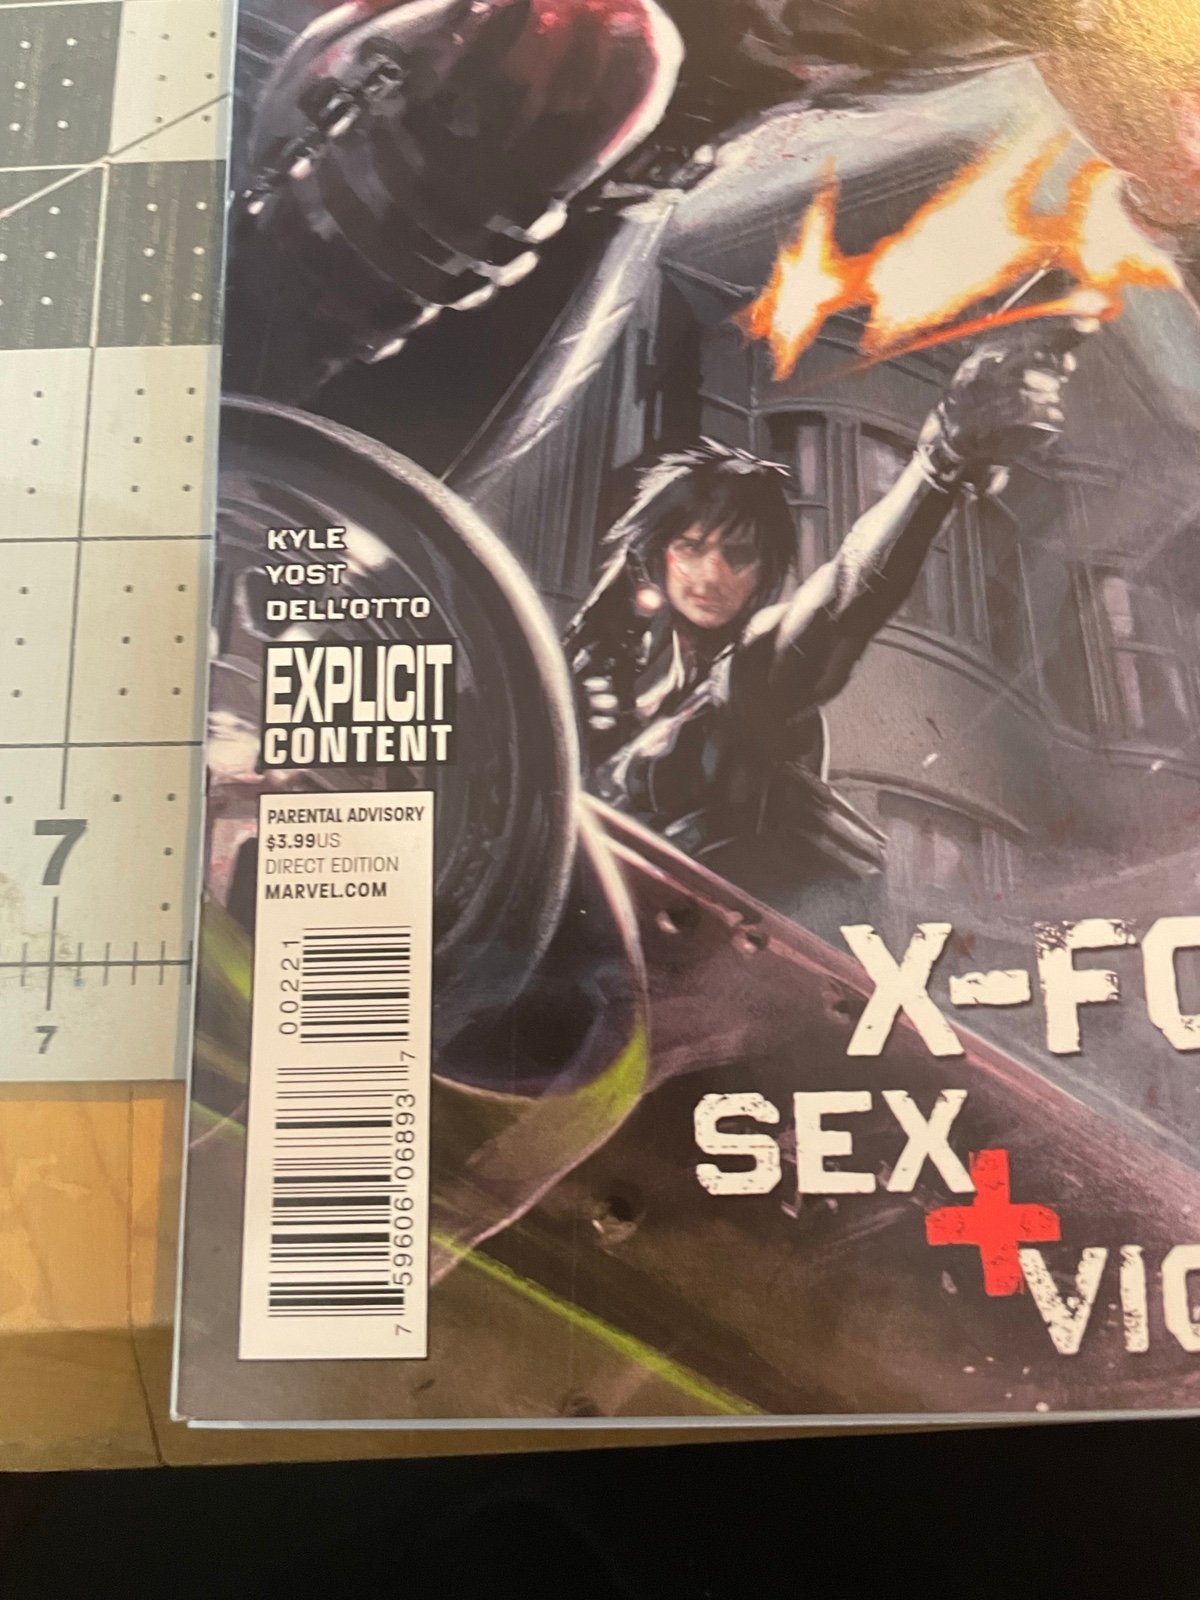 KYLE
YOST
DELL'OTTO
EXPLICIT
CONTENT
PARENTAL ADVISORY
$3.99US
DIRECT EDITION
MARVEL.COM
00221
7 59606 06893 7
X-FO
SEX
+
VIO
7
7